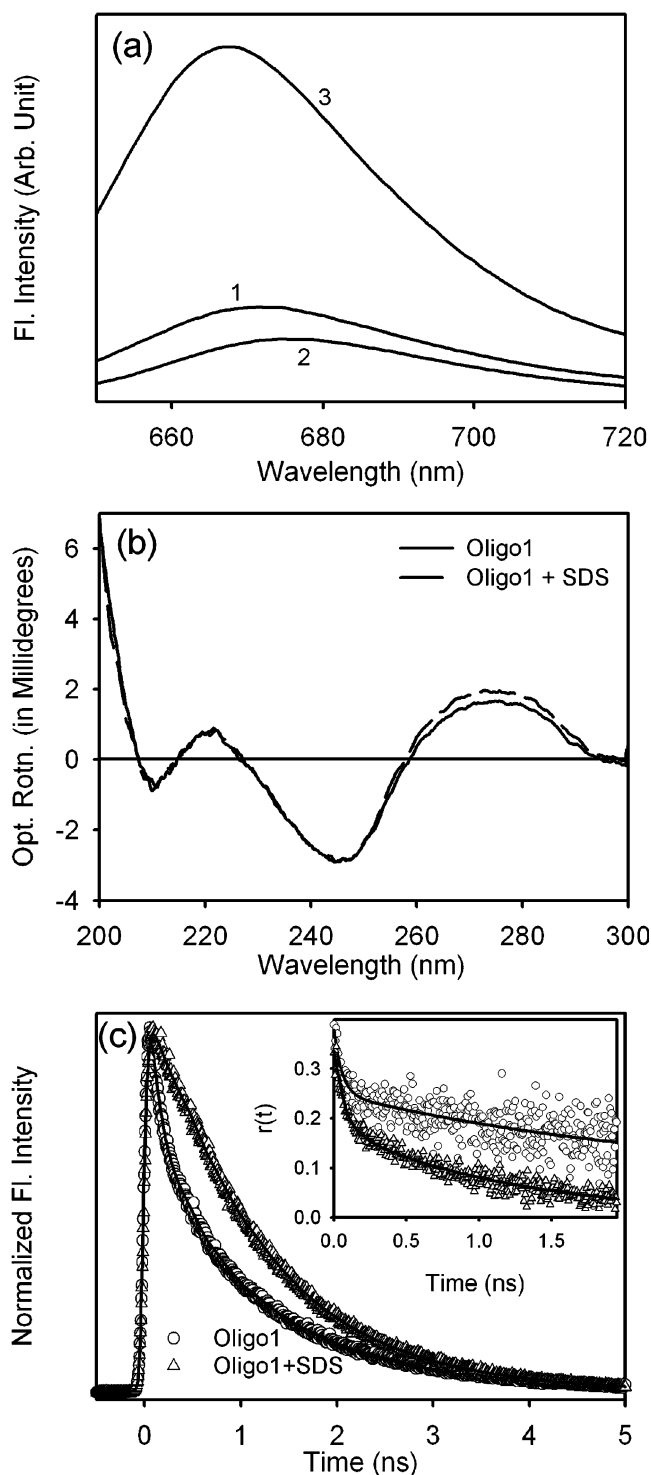 (a)
Fl. Intensity (Arb. Unit)
3
1
2
660 680 700 720
Wavelength (nm)
(b)
Oligo1
Oligo1 + SDS
Opt. Rotn. (in Millidegrees)
6
4
2
0
-2
-4
200 220 240 260 280 300
Wavelength (nm)
(c)
Normalized Fl. Intensity
r(t)
0.3
0.2
0.1
0.0
0.0 0.5 1.0 1.5
Time (ns)
Oligo1
Oligo1+SDS
0 1 2 3 4 5
Time (ns)